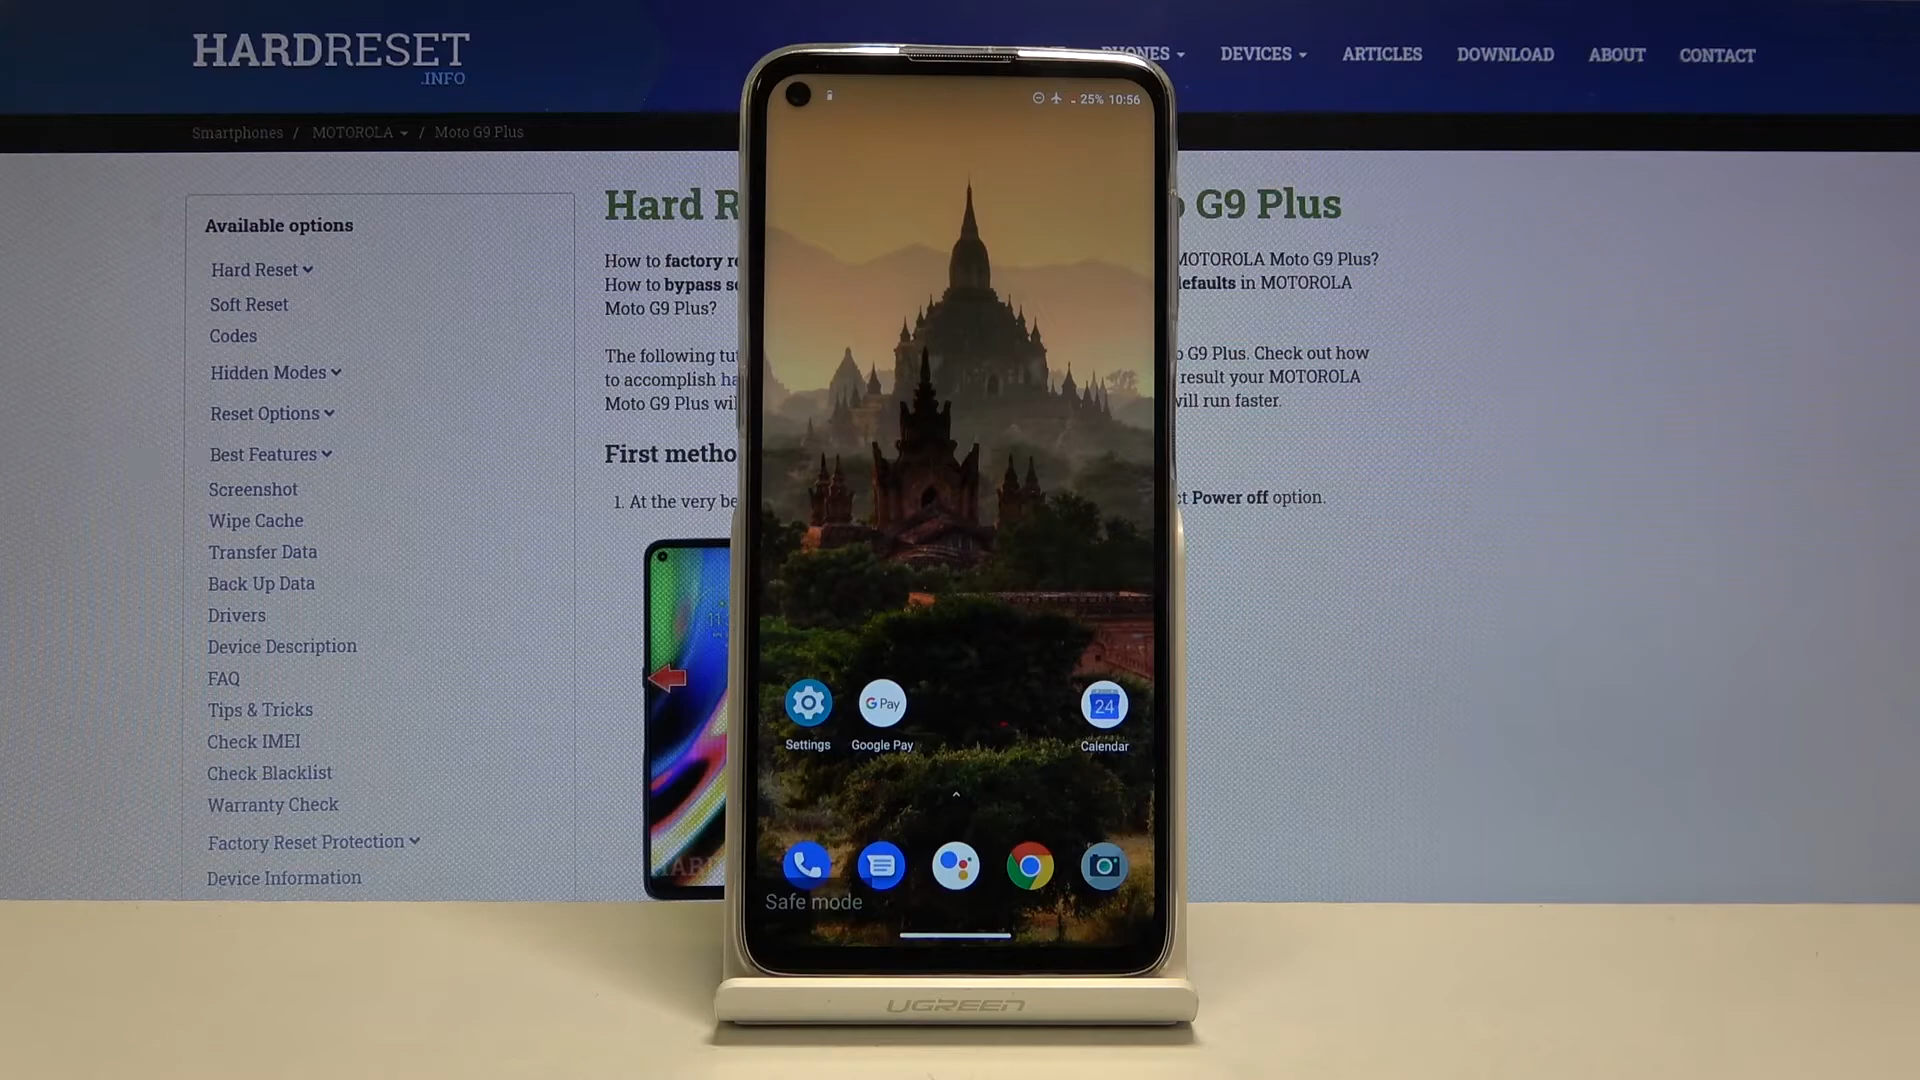 HARDRESET
.INFO
PHONES DEVICES ARTICLES DOWNLOAD ABOUT CONTACT
Smartphones / MOTOROLA / Moto G9 Plus
Available options
Hard Reset
Soft Reset
Codes
Hidden Modes
Reset Options
Best Features
Screenshot
Wipe Cache
Transfer Data
Back Up Data
Drivers
Device Description
FAQ
Tips & Tricks
Check IMEI
Check Blacklist
Warranty Check
Factory Reset Protection
Device Information
Hard R G9 Plus
How to factory re MOTOROLA Moto G9 Plus?
How to bypass s defaults in MOTOROLA
Moto G9 Plus?
The following tu G9 Plus. Check out how
to accomplish ha result your MOTOROLA
Moto G9 Plus wil will run faster.
First metho
1. At the very be Power off option.
25% 10:56
G Pay
24
Settings Google Pay Calendar
Safe mode
UGREEN